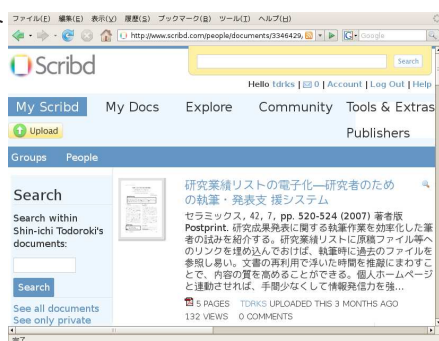 ファイル(F) 編集(E) 表示(V) 履歴(S) ブックマーク(B) ツール(T) ヘルプ(H)
http://www.scribd.com/people/documents/3346429, Google
Scribd
Search
Hello tdrks | 0 | Account | Log Out | Help
My Scribd My Docs Explore Community Tools & Extras
Upload Publishers
Groups People
Search
Search within
Shin-ichi Todoroki's
documents:
Search
See all documents
See only private
研究業績リストの電子化―研究者のため
の執筆・発表支 援システム
セラミックス, 42, 7, pp. 520-524 (2007) 著者版
Postprint. 研究成果発表に関する執筆作業を効率化した筆
者の試みを紹介する。研究業績リストに原稿ファイル等へ
のリンクを埋め込んでおけば、執筆時に過去のファイルを
参照し易い。文書の再利用で浮いた時間を推敲にまわすこ
とで、内容の質を高めることができる。個人ホームページ
と連動させれば、手間少なくして情報発信力を強...
5 PAGES TDRKS UPLOADED THIS 3 MONTHS AGO
132 VIEWS 0 COMMENTS
完了